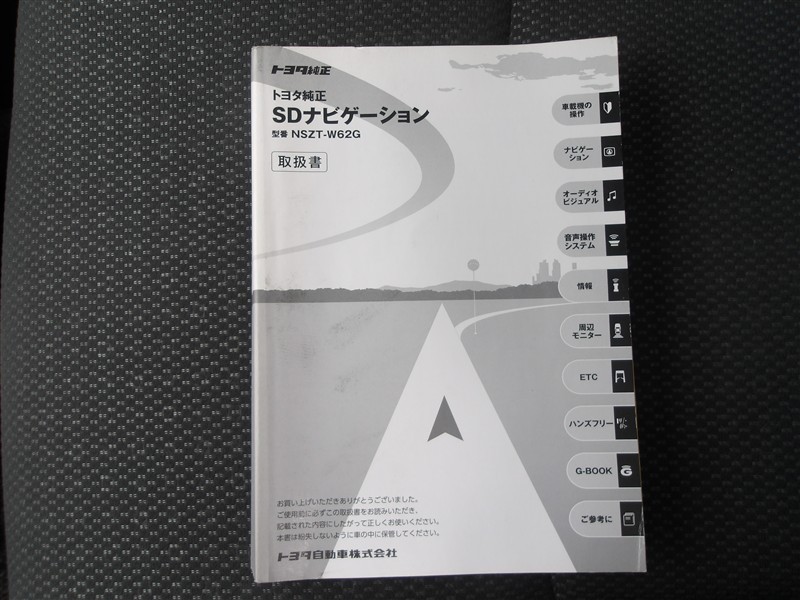 トヨタ純正
トヨタ純正
SDナビゲーション
型番 NSZT-W62G
取扱書
車載機の
操作
ナビゲー
ション
オーディオ
ビジュアル
音声操作
システム
情報
周辺
モニター
ETC
ハンズフリー
G-BOOK
ご参考に
お買い上げいただきありがとうございました。
ご使用前に必ずこの取扱書をお読みいただき、
記載された内容にしたがって正しくお使いください。
本書は紛失しないように車の中に保管してください。
トヨタ自動車株式会社